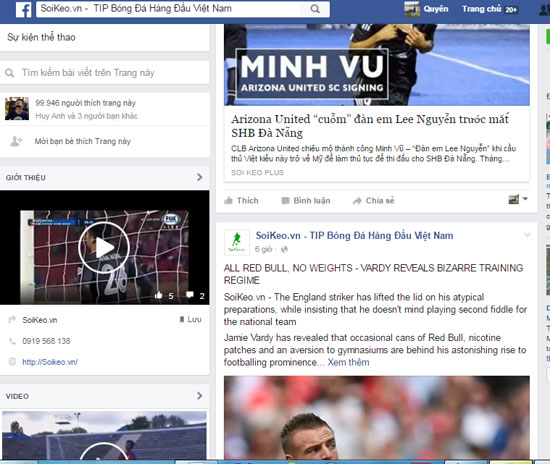 SoiKeo.vn - TIP Bóng Đá Hàng Đầu Việt Nam
Quyên
Trang chủ 20+
Sự kiện thể thao
Tìm kiếm bài viết trên Trang này
99.946 người thích trang này
Huy Anh và 3 người bạn khác
Mời bạn bè thích Trang này
GIỚI THIỆU
FOX
26
5 2
SoiKeo.vn
Lưu
0919 568 138
http://Soikeo.vn/
VIDEO
MINH VU
ARIZONA UNITED SC SIGNING
Arizona United “cuỗm” đàn em Lee Nguyễn trước mắt
SHB Đà Nẵng
CLB Arizona United chiêu mộ thành công Minh Vũ – “Đàn em Lee Nguyễn” khi cầu
thủ Việt kiều này trở về Mỹ để làm thủ tục để thi đấu cho SHB Đà Nẵng. Tháng...
SOI KEO PLUS
Thích Bình luận Chia sẻ
SoiKeo.vn - TIP Bóng Đá Hàng Đầu Việt Nam
6 giờ
ALL RED BULL, NO WEIGHTS - VARDY REVEALS BIZARRE TRAINING
REGIME
SoiKeo.vn - The England striker has lifted the lid on his atypical
preparations, while insisting that he doesn't mind playing second fiddle for
the national team
Jamie Vardy has revealed that occasional cans of Red Bull, nicotine
patches and an aversion to gymnasiums are behind his astonishing rise to
footballing prominence... Xem thêm